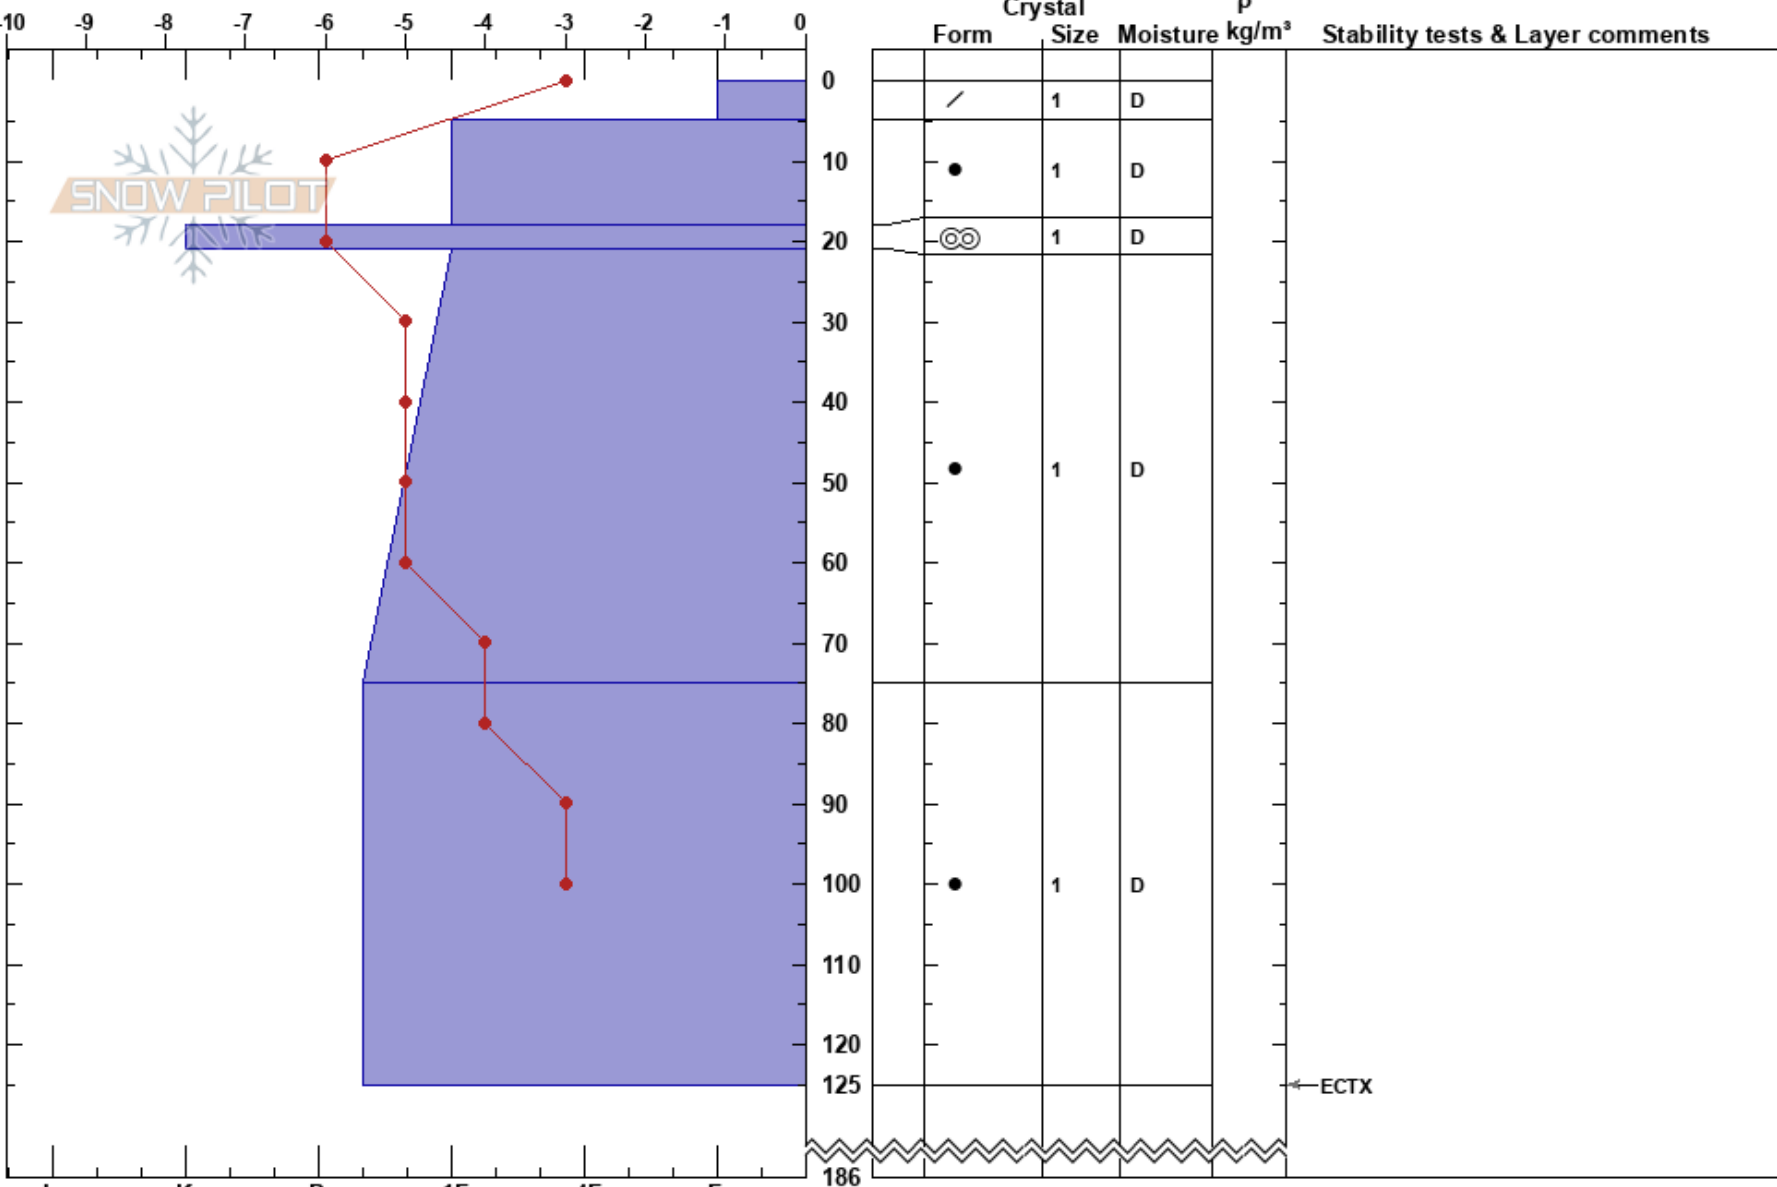 -10 -9 -8 -7 -6 -5 -4 -3 -2 -1 0
Crystal
Form Size Moisture kg/m³ Stability tests & Layer comments
SNOW PILOT
0
1 D
10
1 D
20
1 D
30
40
50
1 D
60
70
80
90
100
1 D
110
120
125
ECTX
186